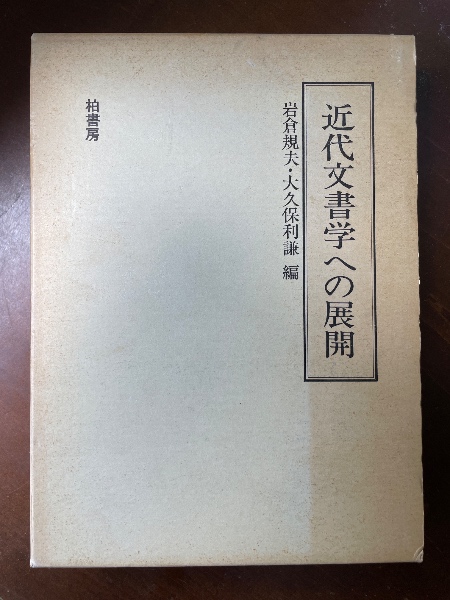 近代文書学への展開
岩倉規夫・大久保利謙 編
柏書房